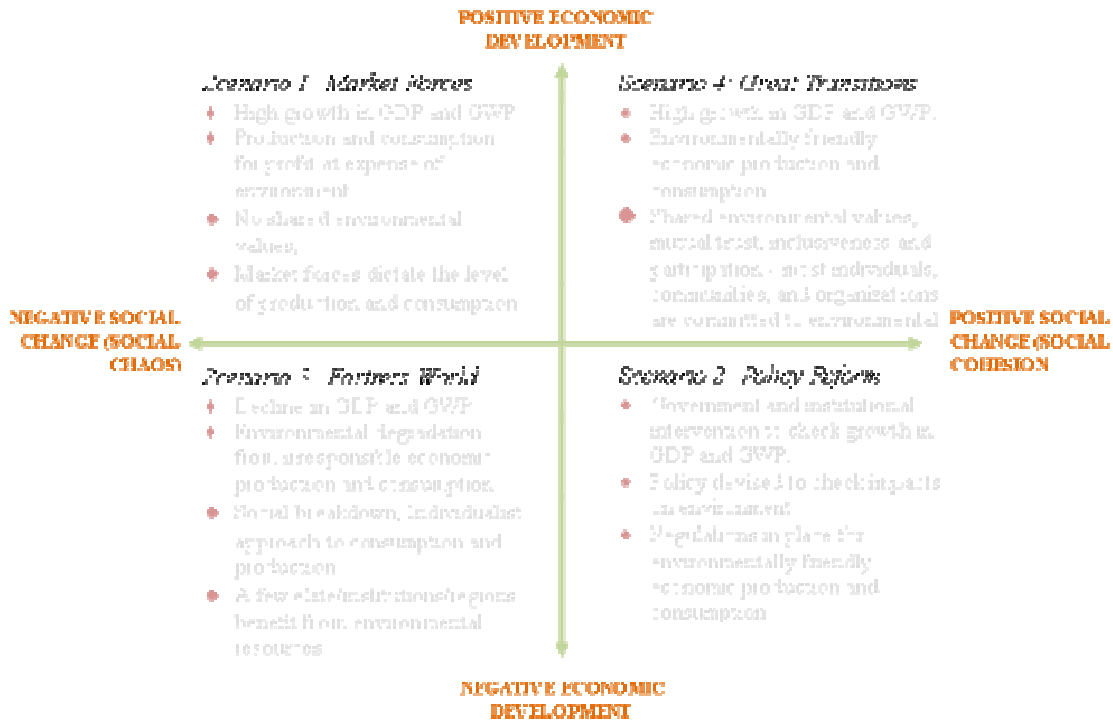 POSITIVE ECONOMIC
DEVELOPMENT
Scenario 1 Market Forces
High growth in GDP and GWP
Production and consumption
for profit at expense of
environment
No shared environmental
values,
Market forces dictate the level
of production and consumption
Scenario 4: Great Transitions
High growth in GDP and GWP.
Environmentally friendly
economic production and
consumption
Shared environmental values,
mutual trust, inclusiveness and
participation - most individuals,
communities, and organizations
are committed to environmental
NEGATIVE SOCIAL
CHANGE (SOCIAL
CHAOS)
POSITIVE SOCIAL
CHANGE (SOCIAL
COHESION
Scenario Fortress World
Decline in GDP and GWP
Environmental degradation
from irresponsible economic
production and consumption
Social breakdown, individualist
approach to consumption and
production
A few elite/institutions/regions
benefit from environmental
resources
Scenario 2 Policy Reform
Government and institutional
intervention to check growth in
GDP and GWP.
Policy devised to check impacts
on environment
Regulations in place for
environmentally friendly
economic production and
consumption
NEGATIVE ECONOMIC
DEVELOPMENT